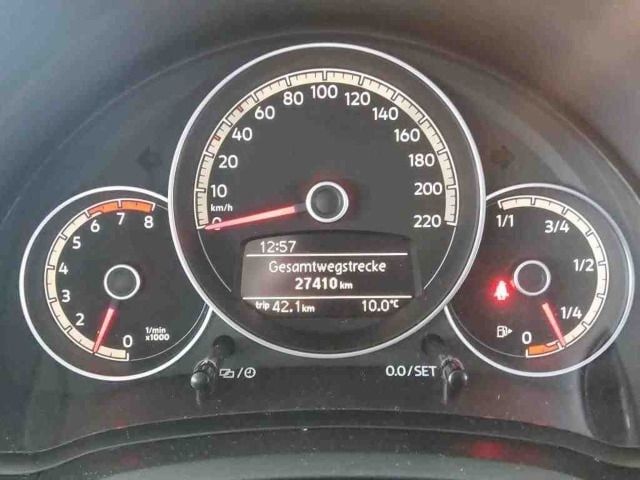 100
80 120
60 140
40 160
20 180
10 200
km/h
0 220
6 7 8
5
4
3
2
1/min
x1000
0
12:57
Gesamtwegstrecke
27410 km
trip 42.1 km 10.0°C
1/1 3/4
1/2
1/4
0
0.0/SET